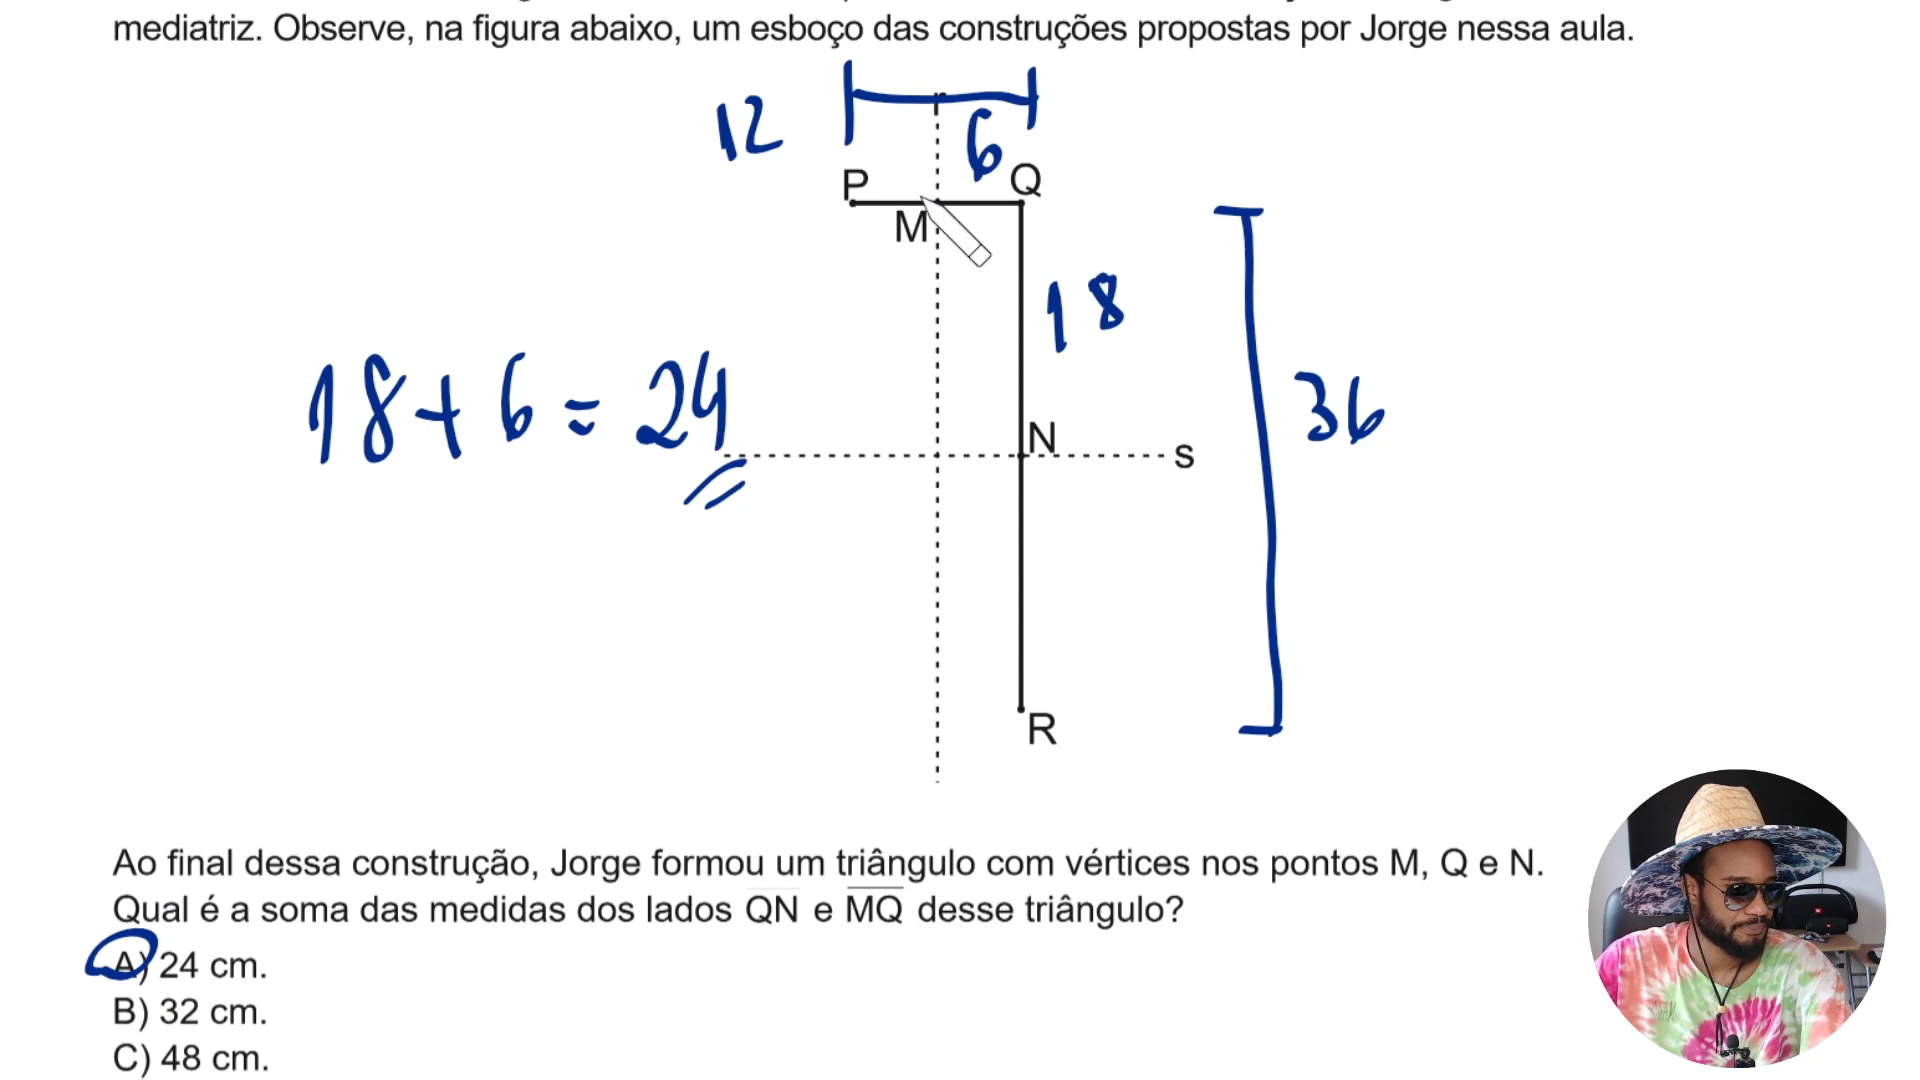 mediatriz. Observe, na figura abaixo, um esboço das construções propostas por Jorge nessa aula.
12
6
P
Q
M
18
18 + 6 = 24
N
s
36
R
Ao final dessa construção, Jorge formou um triângulo com vértices nos pontos M, Q e N.
Qual é a soma das medidas dos lados QN e MQ desse triângulo?
A) 24 cm.
B) 32 cm.
C) 48 cm.